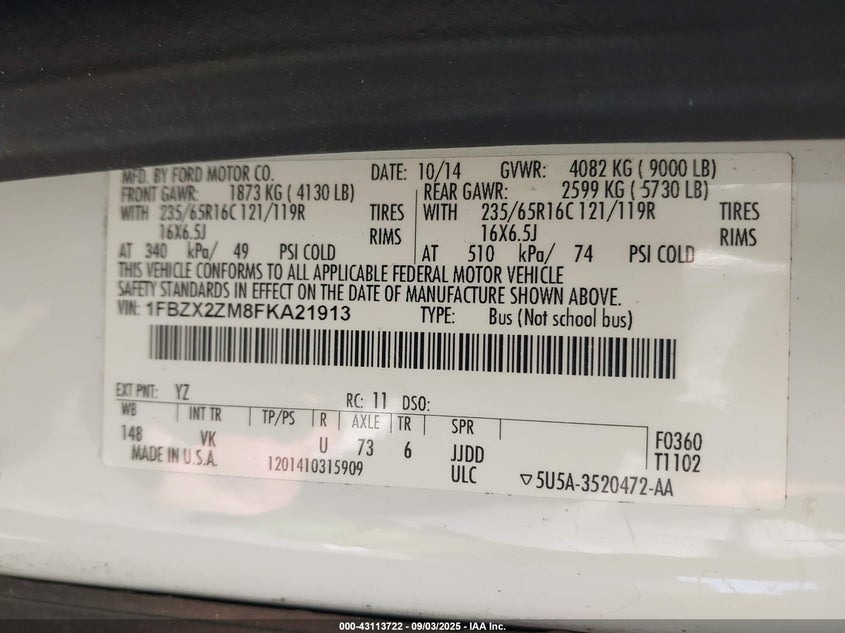 MFD. BY FORD MOTOR CO. DATE: 10/14 GVWR: 4082 KG ( 9000 LB)
FRONT GAWR: 1873 KG ( 4130 LB) REAR GAWR: 2599 KG ( 5730 LB)
WITH 235/65R16C 121/119R TIRES WITH 235/65R16C 121/119R TIRES
16X6.5J RIMS 16X6.5J RIMS
AT 340 kPa/ 49 PSI COLD AT 510 kPa/ 74 PSI COLD
THIS VEHICLE CONFORMS TO ALL APPLICABLE FEDERAL MOTOR VEHICLE
SAFETY STANDARDS IN EFFECT ON THE DATE OF MANUFACTURE SHOWN ABOVE.
VIN: 1FBZX2ZM8FKA21913 TYPE: Bus (Not school bus)
EXT PNT: YZ RC: 11 DSO:
WB INT TR TP/PS R AXLE TR SPR
148 VK U 73 6 JJDD F0360
MADE IN U.S.A. 1201410315909 ULC T1102
▽5U5A-3520472-AA
000-43113722 - 09/03/2025 - IAA Inc.